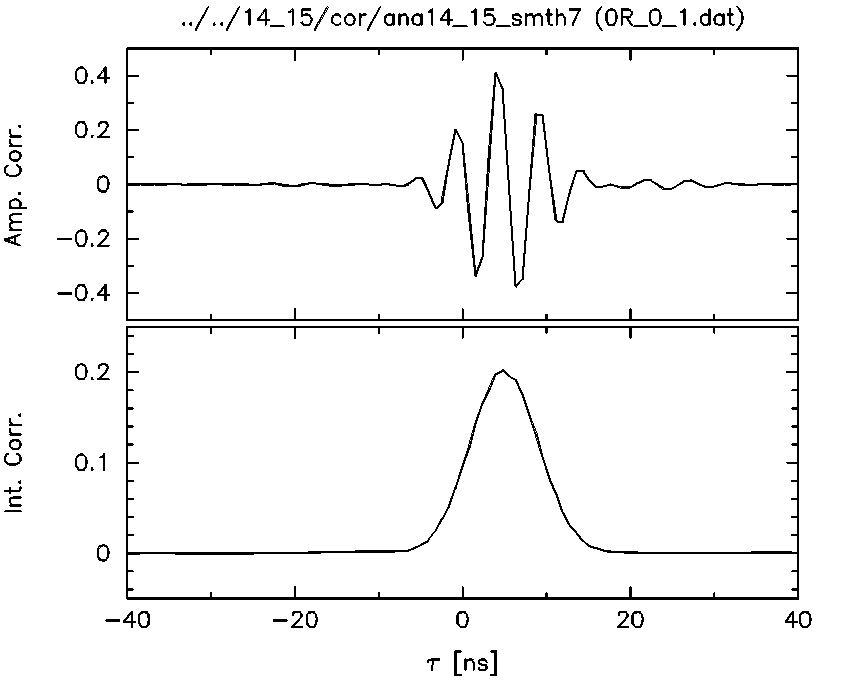 ../../14_15/cor/ana14_15_smth7 (0R_0_1.dat)
Amp. Corr.
0.4
0.2
0
−0.2
−0.4
Int. Corr.
0.2
0.1
0
−40 −20 0 20 40
τ [ns]